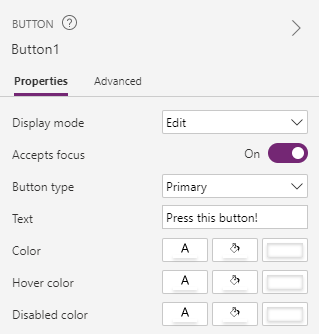 BUTTON ?
Button1
Properties Advanced
Display mode Edit
Accepts focus On
Button type Primary
Text Press this button!
Color A
Hover color A
Disabled color A